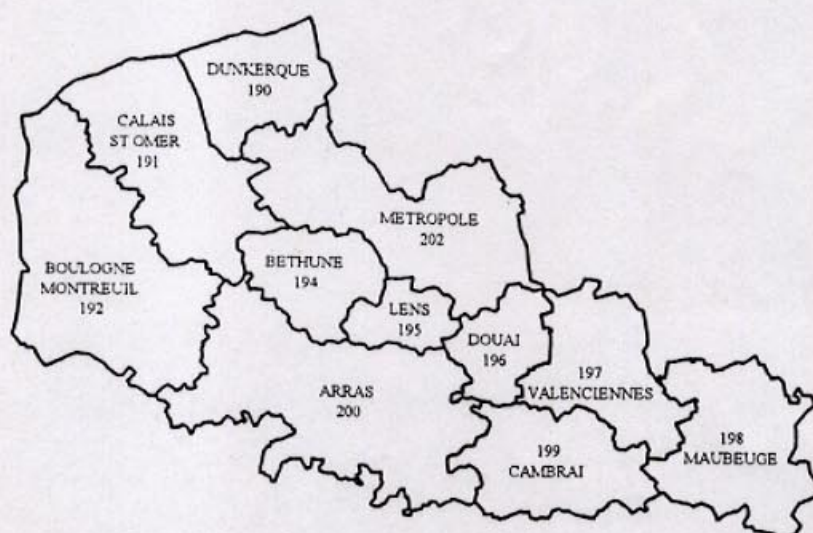 DUNKERQUE
190
CALAIS
ST OMER
191
METROPOLE
202
BETHUNE
194
BOULOGNE
MONTREUIL
192
LENS
195
DOUAI
196
197
VALENCIENNES
ARRAS
200
199
CAMBRAI
198
MAUBEUGE